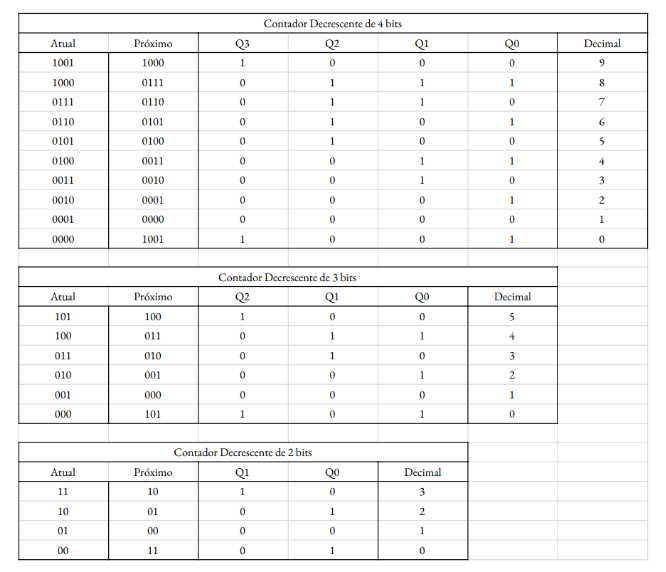 Contador Decrescente de 4 bits
Atual Próximo Q3 Q2 Q1 Q0 Decimal
1001 1000 1 0 0 0 9
1000 0111 0 1 1 1 8
0111 0110 0 1 1 0 7
0110 0101 0 1 0 1 6
0101 0100 0 1 0 0 5
0100 0011 0 0 1 1 4
0011 0010 0 0 1 0 3
0010 0001 0 0 0 1 2
0001 0000 0 0 0 0 1
0000 1001 1 0 0 1 0
Contador Decrescente de 3 bits
Atual Próximo Q2 Q1 Q0 Decimal
101 100 1 0 0 5
100 011 0 1 1 4
011 010 0 1 0 3
010 001 0 0 1 2
001 000 0 0 0 1
000 101 1 0 1 0
Contador Decrescente de 2 bits
Atual Próximo Q1 Q0 Decimal
11 10 1 0 3
10 01 0 1 2
01 00 0 0 1
00 11 0 1 0